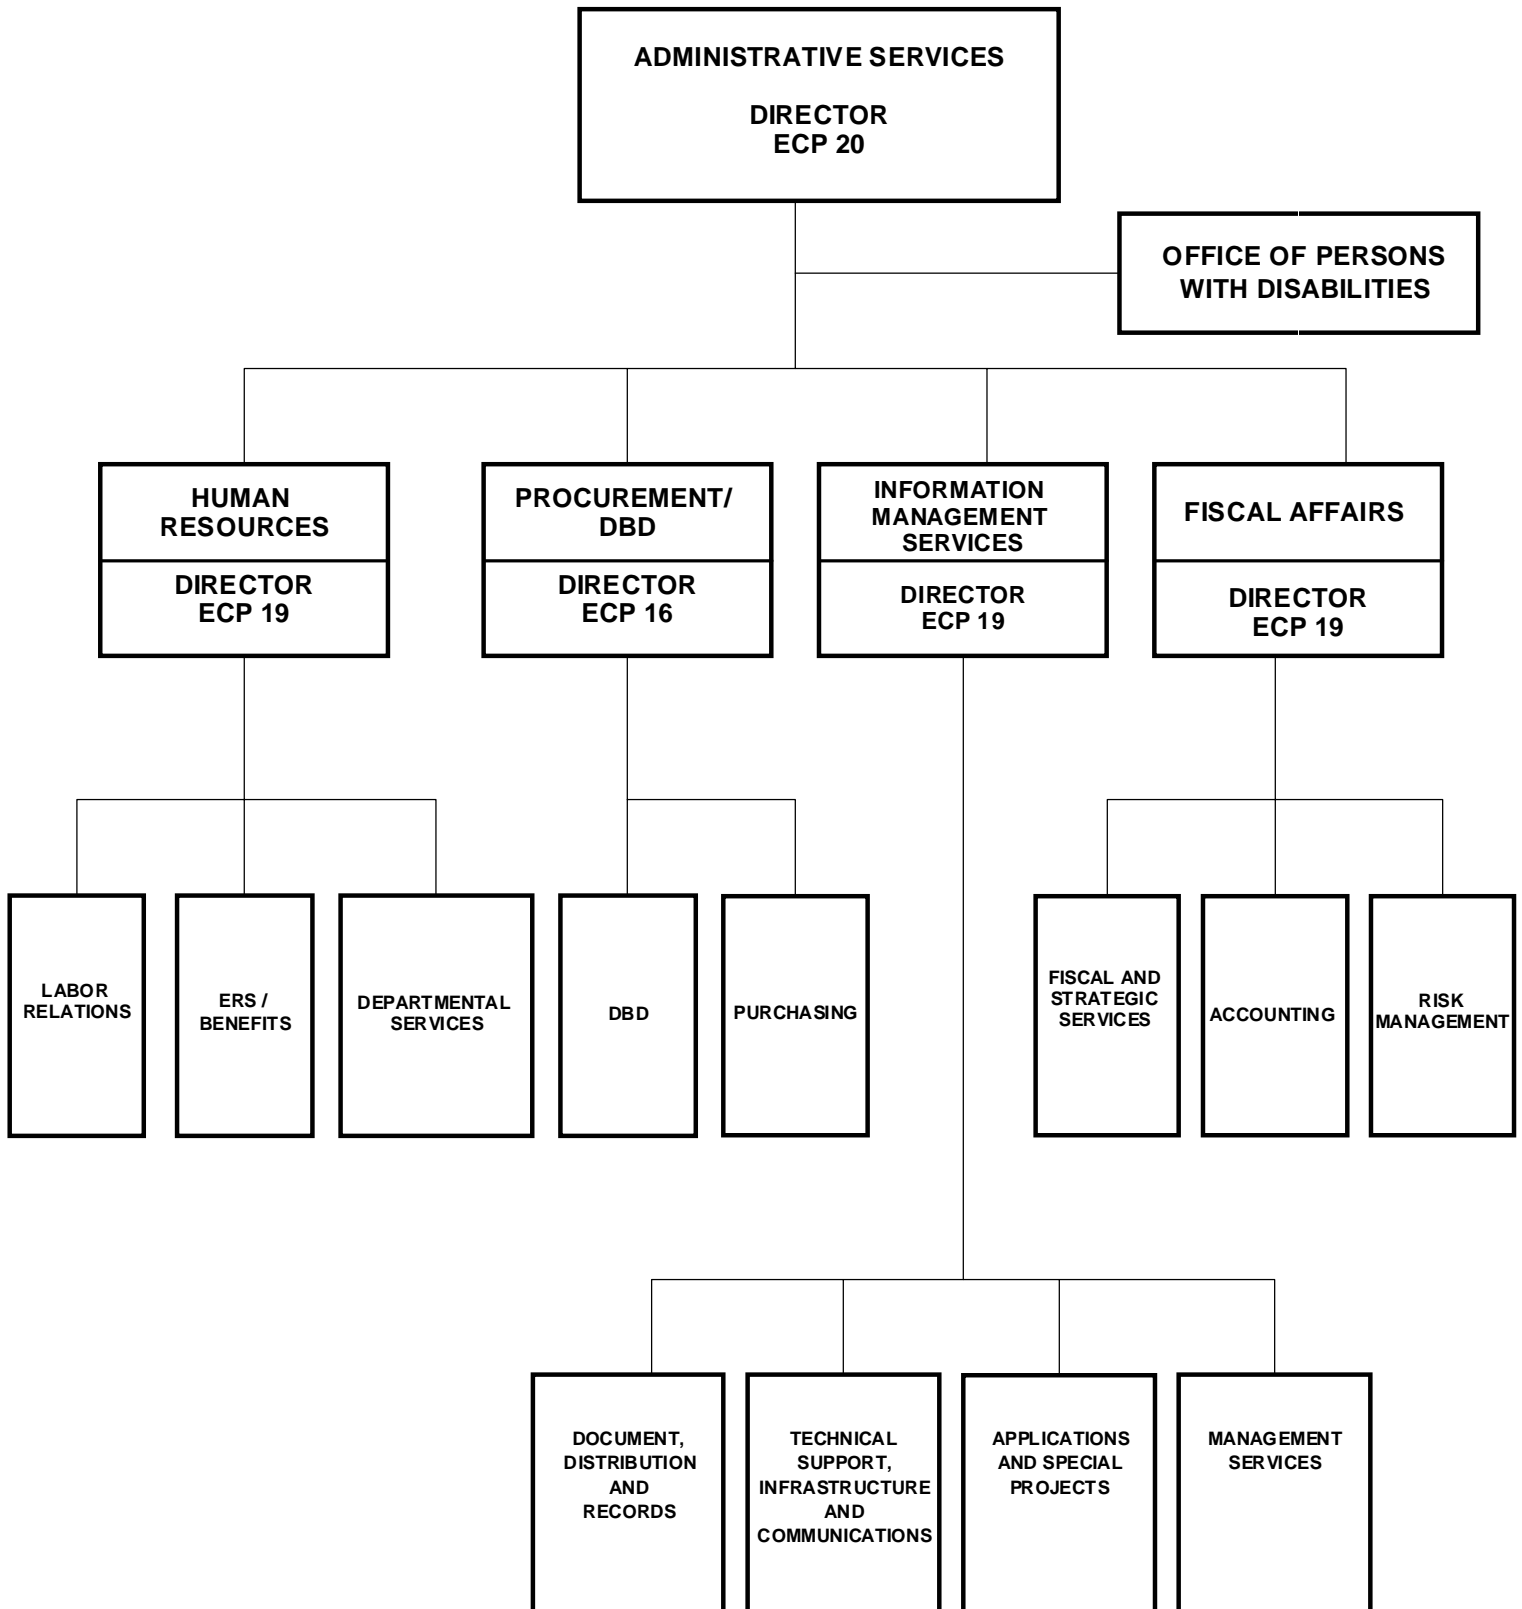 ADMINISTRATIVE SERVICES
DIRECTOR
ECP 20
OFFICE OF PERSONS
WITH DISABILITIES
HUMAN
RESOURCES
DIRECTOR
ECP 19
PROCUREMENT/
DBD
DIRECTOR
ECP 16
INFORMATION
MANAGEMENT
SERVICES
DIRECTOR
ECP 19
FISCAL AFFAIRS
DIRECTOR
ECP 19
LABOR
RELATIONS
ERS /
BENEFITS
DEPARTMENTAL
SERVICES
DBD
PURCHASING
FISCAL AND
STRATEGIC
SERVICES
ACCOUNTING
RISK
MANAGEMENT
DOCUMENT,
DISTRIBUTION
AND
RECORDS
TECHNICAL
SUPPORT,
INFRASTRUCTURE
AND
COMMUNICATIONS
APPLICATIONS
AND SPECIAL
PROJECTS
MANAGEMENT
SERVICES